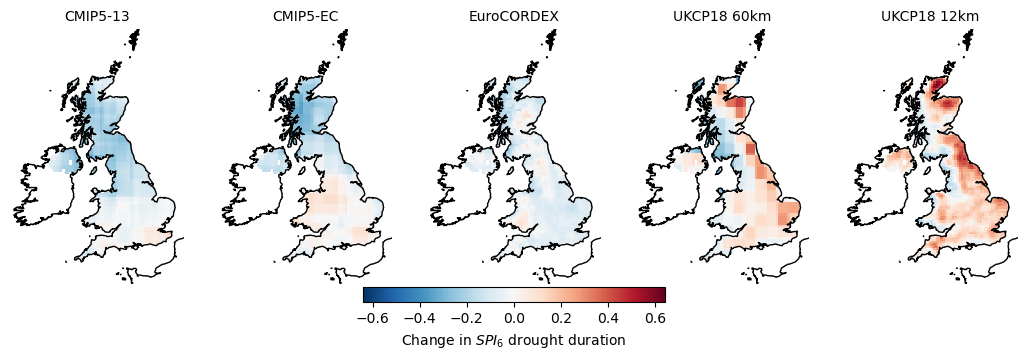 CMIP5-13 CMIP5-EC EuroCORDEX UKCP18 60km UKCP18 12km
−0.6 −0.4 −0.2 0.0 0.2 0.4 0.6
Change in SPI₆ drought duration